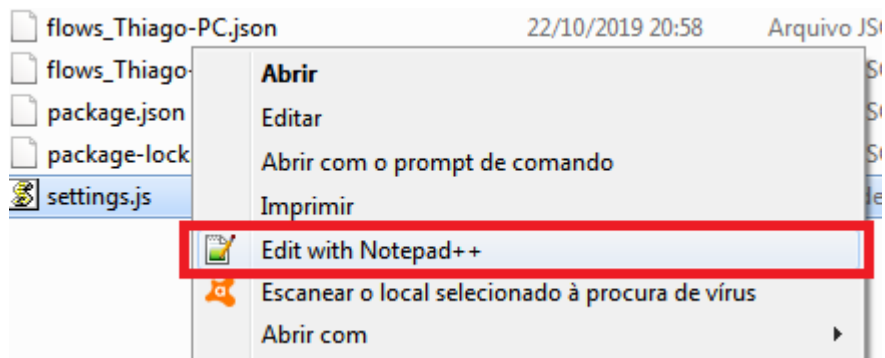 flows_Thiago-PC.json 22/10/2019 20:58 Arquivo JS
flows_Thiago-
Abrir
package.json
Editar
package-lock
Abrir com o prompt de comando
settings.js
Imprimir
Edit with Notepad++
Escanear o local selecionado à procura de vírus
Abrir com